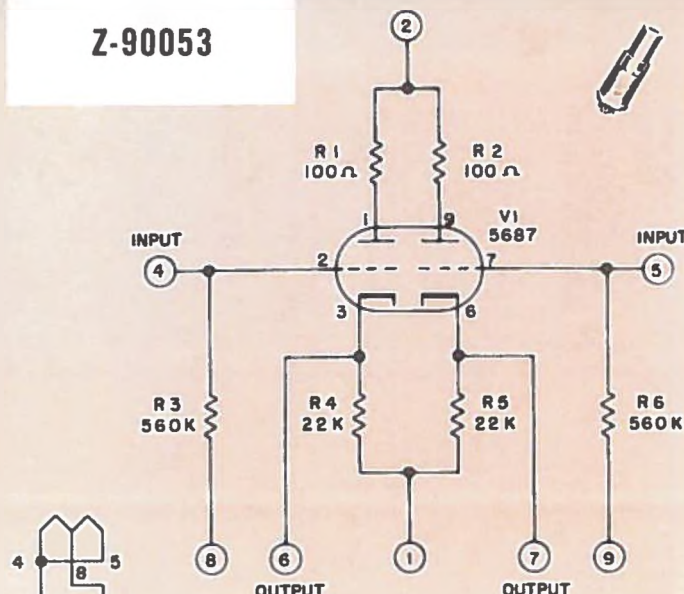 Z-90053
2
R1
100Ω
R2
100Ω
1
9
V1
5687
INPUT
4
2
7
INPUT
5
3
6
R3
560K
R4
22K
R5
22K
R6
560K
4
8
5
8
6
1
7
9
OUTPUT
OUTPUT